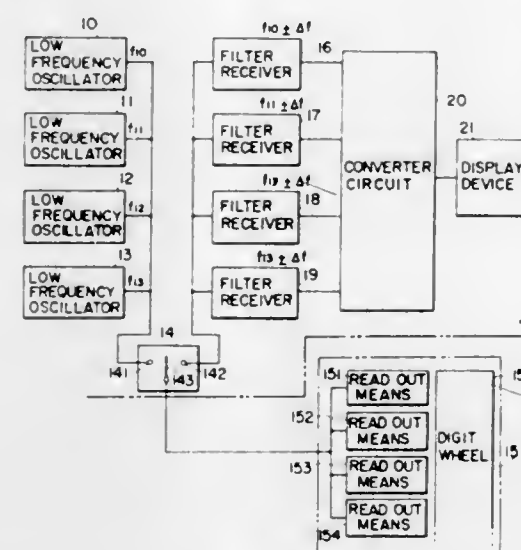 10
LOW
FREQUENCY
OSCILLATOR
f10
11
LOW
FREQUENCY
OSCILLATOR
f11
12
LOW
FREQUENCY
OSCILLATOR
f12
13
LOW
FREQUENCY
OSCILLATOR
f13
f10 ± Δf
FILTER
RECEIVER
16
f11 ± Δf
FILTER
RECEIVER
17
FILTER
RECEIVER
18
f13 ± Δf
FILTER
RECEIVER
19
CONVERTER
CIRCUIT
20
21
DISPLAY
DEVICE
14
141
143
142
151
READ OUT
MEANS
152
READ OUT
MEANS
153
READ OUT
MEANS
154
READ OUT
MEANS
DIGIT
WHEEL
15
15